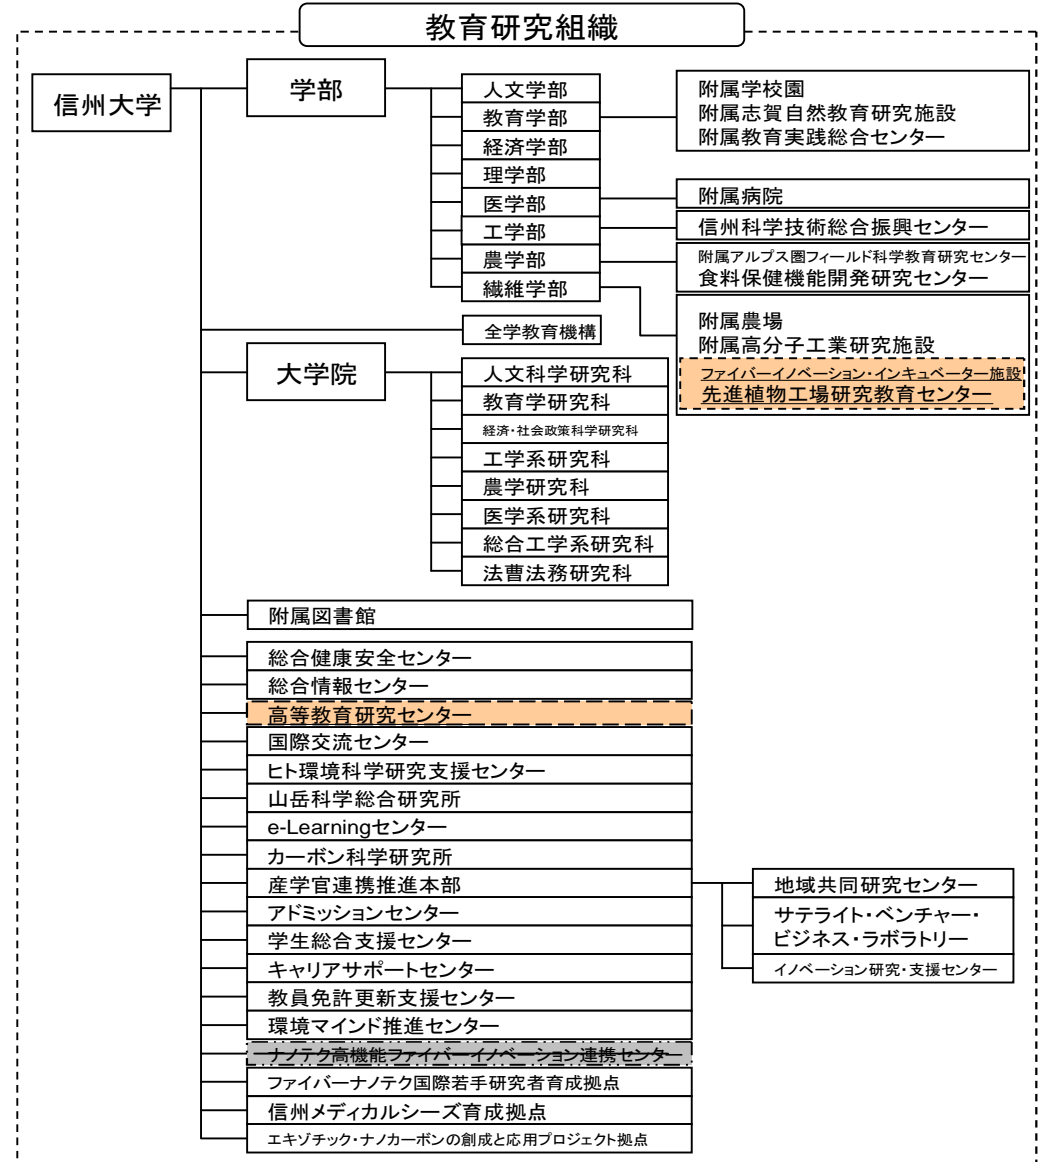 教育研究組織
信州大学
学部
人文学部
教育学部
経済学部
理学部
医学部
工学部
農学部
繊維学部
附属学校園
附属志賀自然教育研究施設
附属教育実践総合センター
附属病院
信州科学技術総合振興センター
附属アルプス圏フィールド科学教育研究センター
食料保健機能開発研究センター
附属農場
附属高分子工業研究施設
ファイバーイノベーション・インキュベーター施設
先進植物工場研究教育センター
全学教育機構
大学院
人文科学研究科
教育学研究科
経済・社会政策科学研究科
工学系研究科
農学研究科
医学系研究科
総合工学系研究科
法曹法務研究科
附属図書館
総合健康安全センター
総合情報センター
高等教育研究センター
国際交流センター
ヒト環境科学研究支援センター
山岳科学総合研究所
e-Learningセンター
カーボン科学研究所
産学官連携推進本部
アドミッションセンター
学生総合支援センター
キャリアサポートセンター
教員免許更新支援センター
環境マインド推進センター
ナノテク高機能ファイバーイノベーション連携センター
ファイバーナノテク国際若手研究者育成拠点
信州メディカルシーズ育成拠点
エキゾチック・ナノカーボンの創成と応用プロジェクト拠点
地域共同研究センター
サテライト・ベンチャー・
ビジネス・ラボラトリー
イノベーション研究・支援センター